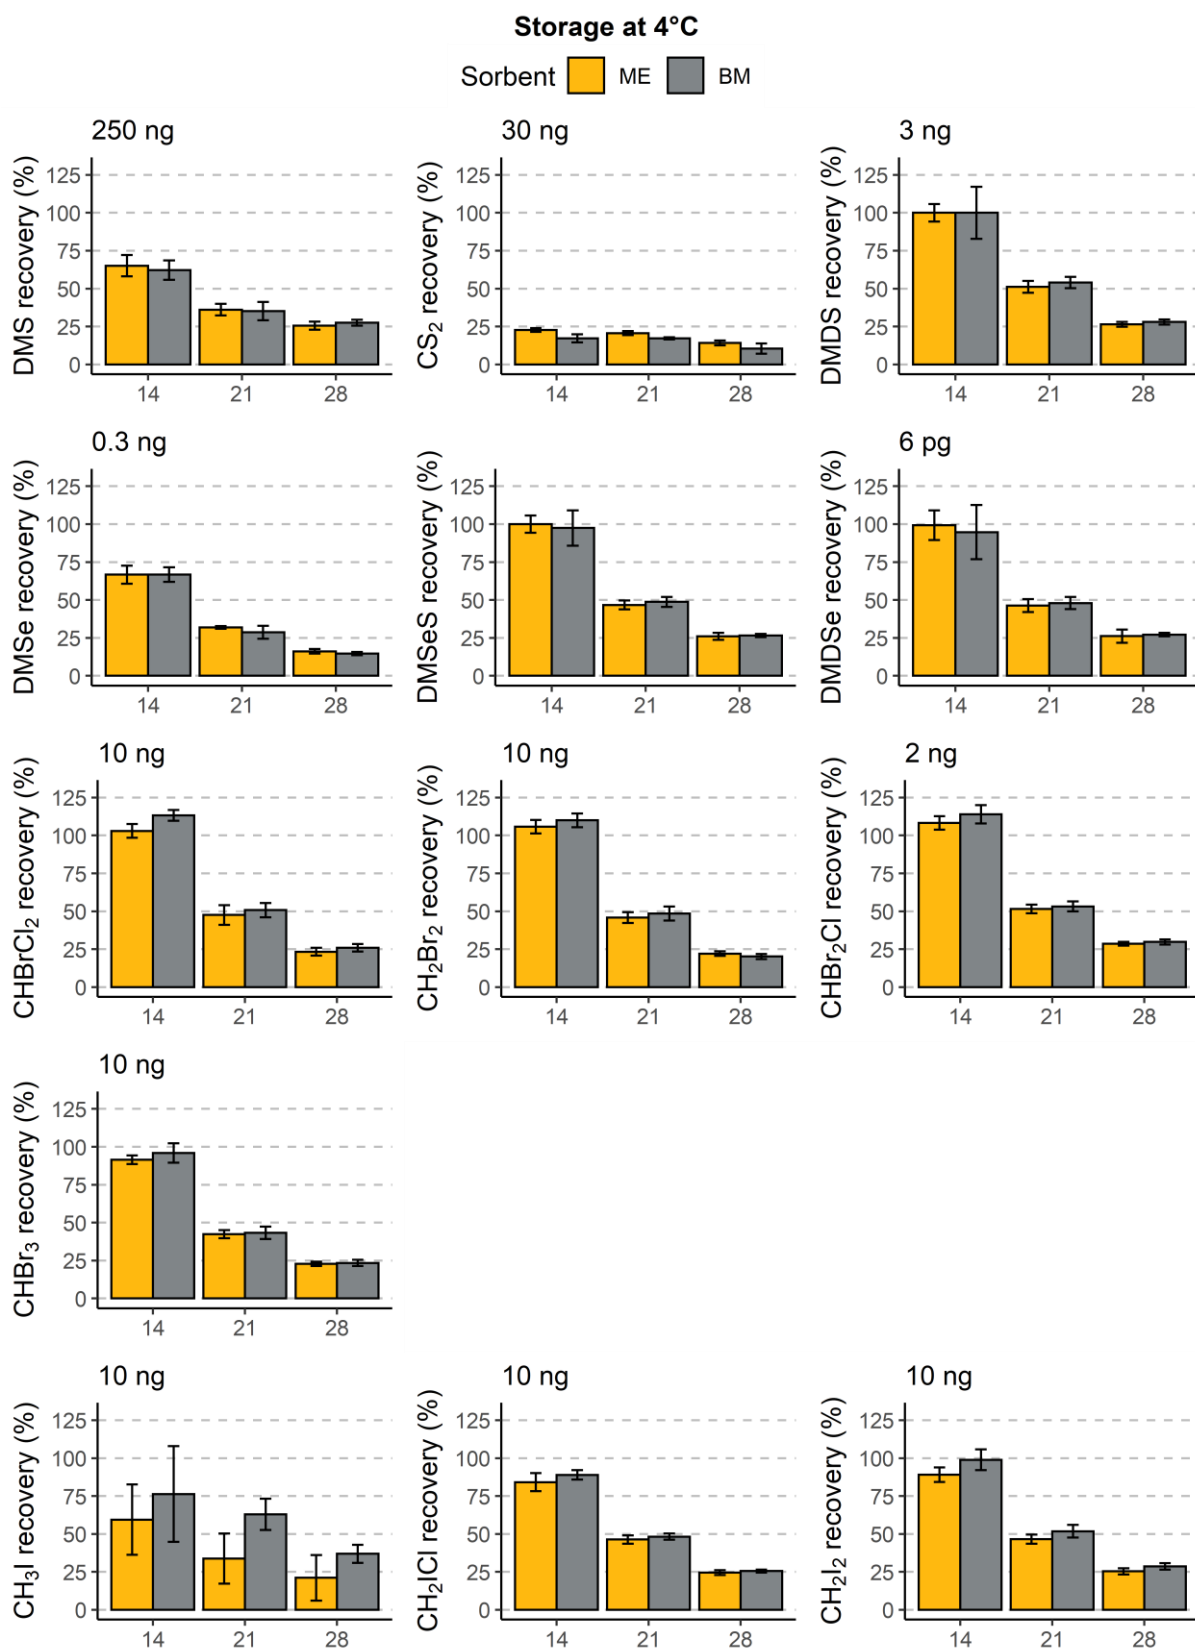 Storage at 4°C
Sorbent ME BM
250 ng
30 ng
3 ng
DMS recovery (%)
125
100
75
50
25
0
14 21 28
CS₂ recovery (%)
125
100
75
50
25
0
14 21 28
DMDS recovery (%)
125
100
75
50
25
0
14 21 28
0.3 ng
6 pg
DMSe recovery (%)
125
100
75
50
25
0
14 21 28
DMSeS recovery (%)
125
100
75
50
25
0
14 21 28
DMDSe recovery (%)
125
100
75
50
25
0
14 21 28
10 ng
10 ng
2 ng
CHBrCl₂ recovery (%)
125
100
75
50
25
0
14 21 28
CH₂Br₂ recovery (%)
125
100
75
50
25
0
14 21 28
CHBr₂Cl recovery (%)
125
100
75
50
25
0
14 21 28
10 ng
CHBr₃ recovery (%)
125
100
75
50
25
0
14 21 28
10 ng
10 ng
10 ng
CH₃I recovery (%)
125
100
75
50
25
0
14 21 28
CH₂ICl recovery (%)
125
100
75
50
25
0
14 21 28
CH₂I₂ recovery (%)
125
100
75
50
25
0
14 21 28